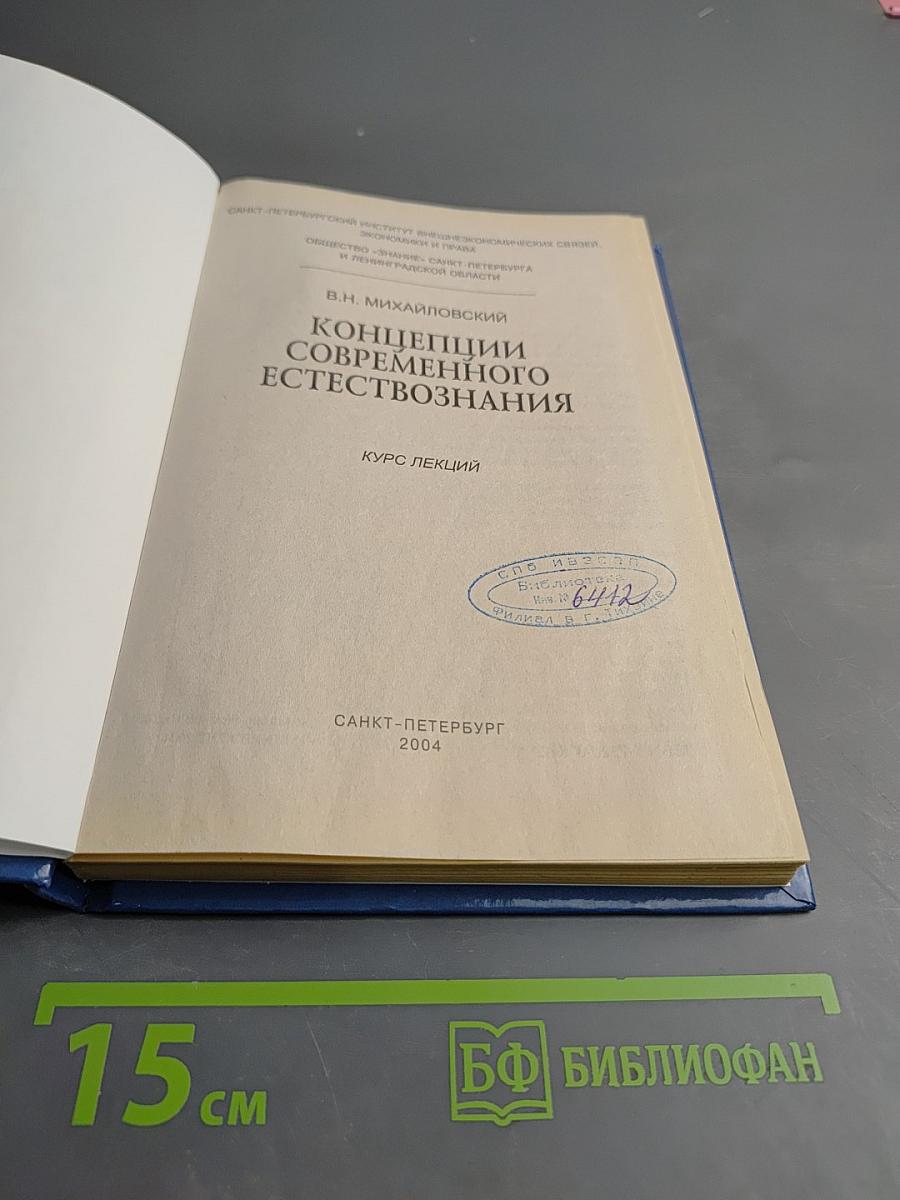 САНКТ-ПЕТЕРБУРГСКИЙ ИНСТИТУТ ВНЕШНЕЭКОНОМИЧЕСКИХ СВЯЗЕЙ,
ЭКОНОМИКИ И ПРАВА
ОБЩЕСТВО «ЗНАНИЕ» САНКТ-ПЕТЕРБУРГА
И ЛЕНИНГРАДСКОЙ ОБЛАСТИ
В.Н. МИХАЙЛОВСКИЙ
КОНЦЕПЦИИ
СОВРЕМЕННОГО
ЕСТЕСТВОЗНАНИЯ
КУРС ЛЕКЦИЙ
СПб ИВЭСЭП
Библиотека
Инв. № 6412
Филиал в г. Тихвине
САНКТ-ПЕТЕРБУРГ
2004
15 см
БФ БИБЛИОФАН